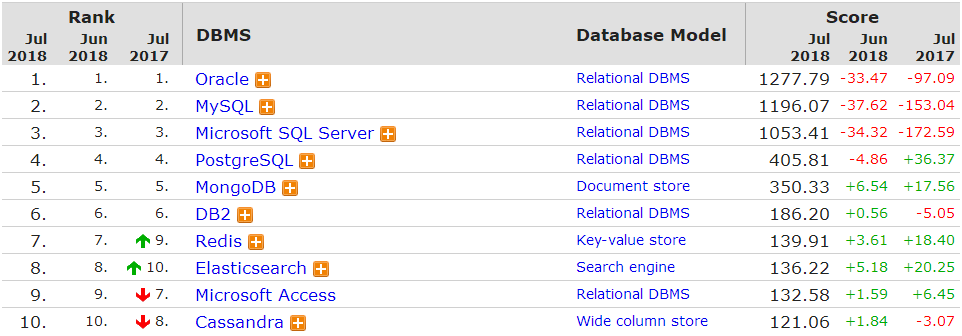 Rank Score
Jul Jun Jul DBMS Database Model Jul Jun Jul
2018 2018 2017 2018 2018 2017
1. 1. 1. Oracle Relational DBMS 1277.79 -33.47 -97.09
2. 2. 2. MySQL Relational DBMS 1196.07 -37.62 -153.04
3. 3. 3. Microsoft SQL Server Relational DBMS 1053.41 -34.32 -172.59
4. 4. 4. PostgreSQL Relational DBMS 405.81 -4.86 +36.37
5. 5. 5. MongoDB Document store 350.33 +6.54 +17.56
6. 6. 6. DB2 Relational DBMS 186.20 +0.56 -5.05
7. 7. 9. Redis Key-value store 139.91 +3.61 +18.40
8. 8. 10. Elasticsearch Search engine 136.22 +5.18 +20.25
9. 9. 7. Microsoft Access Relational DBMS 132.58 +1.59 +6.45
10. 10. 8. Cassandra Wide column store 121.06 +1.84 -3.07